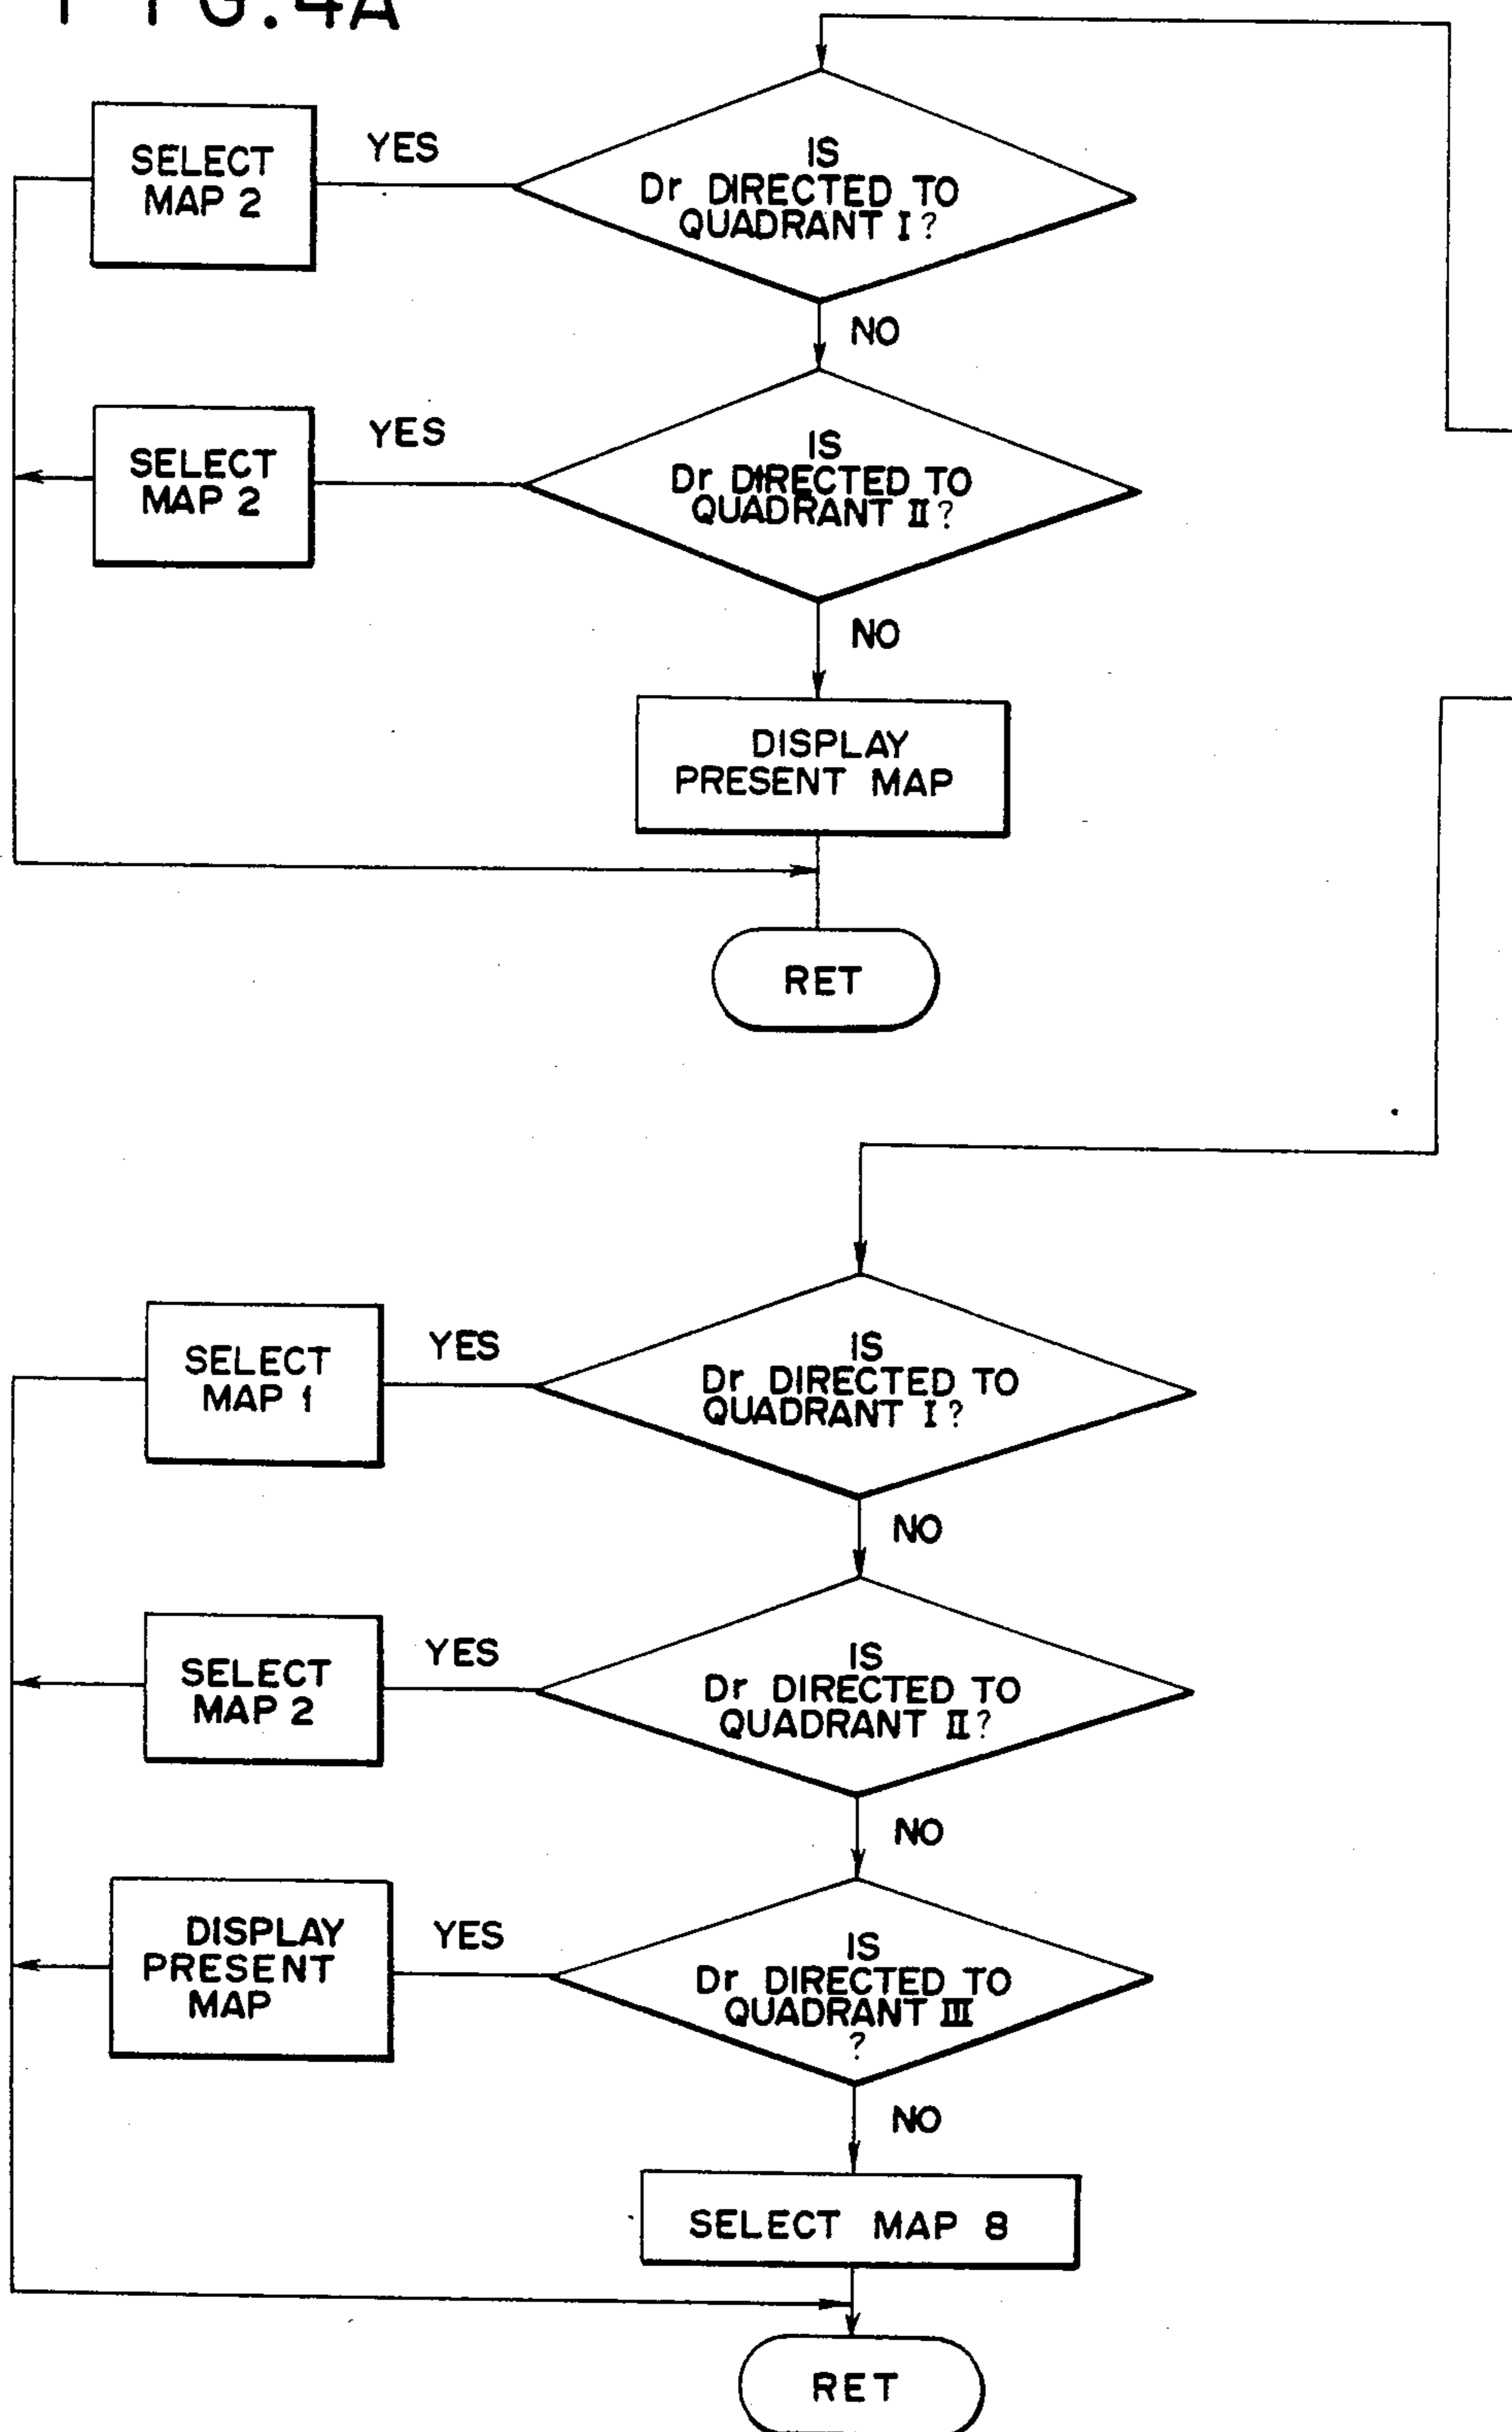 FIG.4A
SELECT
MAP 2
YES
IS
Dr DIRECTED TO
QUADRANT I?
NO
SELECT
MAP 2
YES
IS
Dr DIRECTED TO
QUADRANT II?
NO
DISPLAY
PRESENT MAP
RET
SELECT
MAP 1
YES
IS
Dr DIRECTED TO
QUADRANT I?
NO
SELECT
MAP 2
YES
IS
Dr DIRECTED TO
QUADRANT II?
NO
DISPLAY
PRESENT
MAP
YES
IS
Dr DIRECTED TO
QUADRANT III
?
NO
SELECT MAP 8
RET